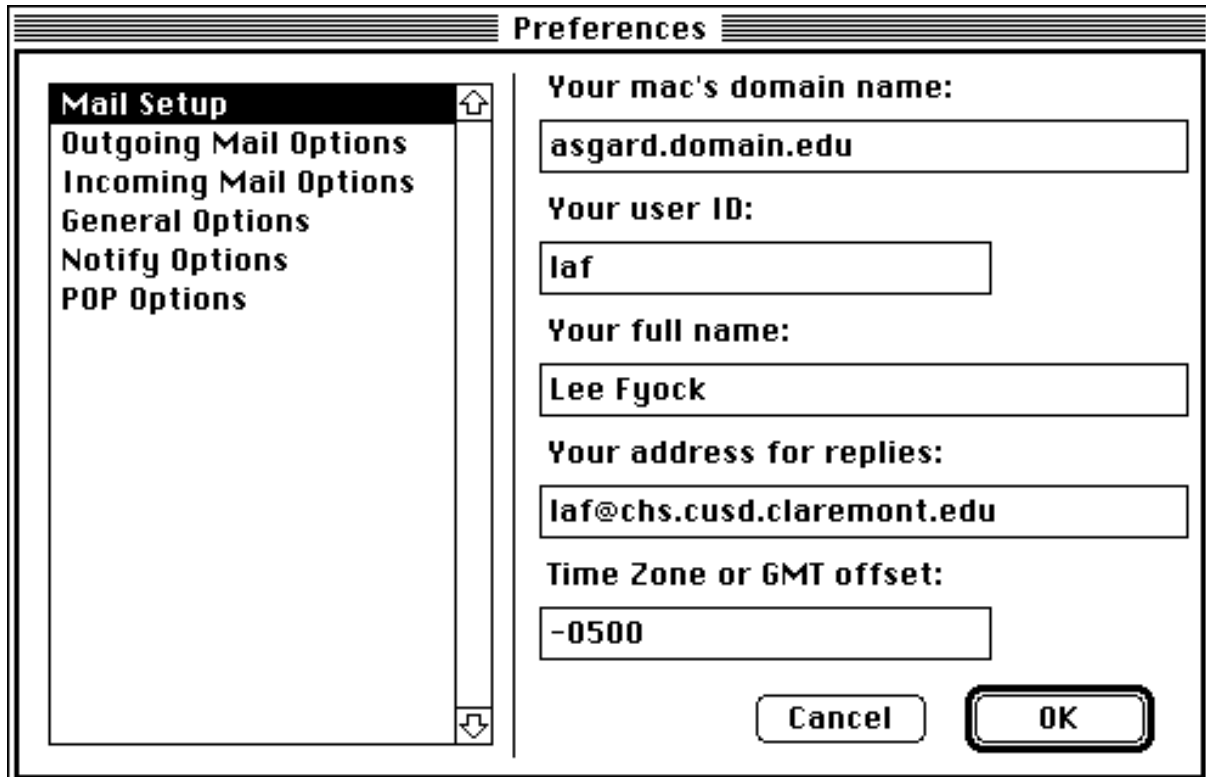 Preferences
Mail Setup
Outgoing Mail Options
Incoming Mail Options
General Options
Notify Options
POP Options
Your mac's domain name:
asgard.domain.edu
Your user ID:
laf
Your full name:
Lee Fyock
Your address for replies:
laf@chs.cusd.claremont.edu
Time Zone or GMT offset:
-0500
Cancel
OK